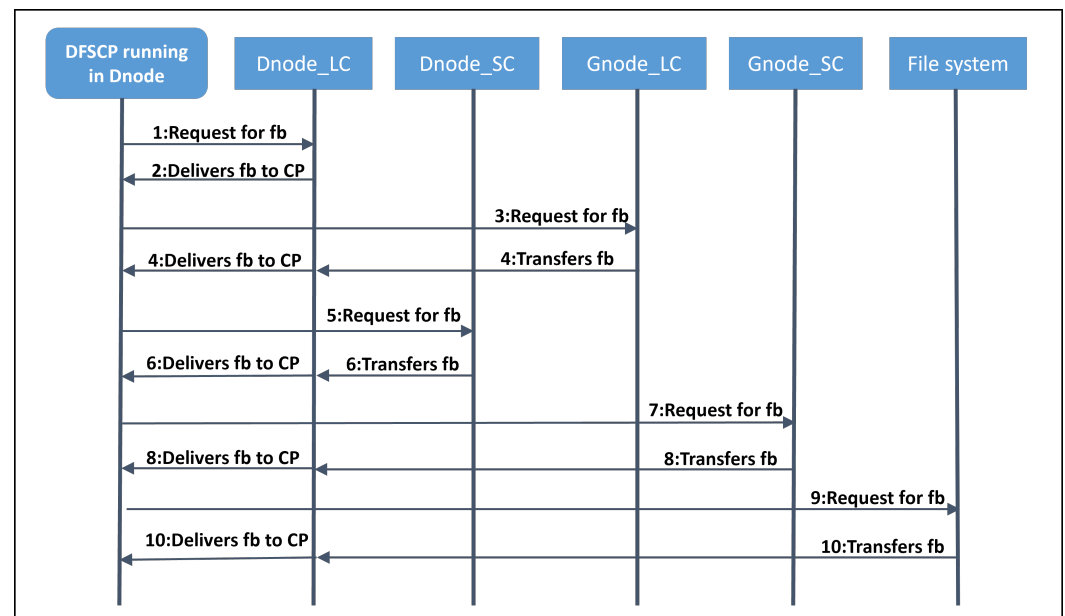 DFSCP running
in Dnode
Dnode_LC
Dnode_SC
Gnode_LC
Gnode_SC
File system
1:Request for fb
2:Delivers fb to CP
3:Request for fb
4:Delivers fb to CP
4:Transfers fb
5:Request for fb
6:Delivers fb to CP
6:Transfers fb
7:Request for fb
8:Delivers fb to CP
8:Transfers fb
9:Request for fb
10:Delivers fb to CP
10:Transfers fb